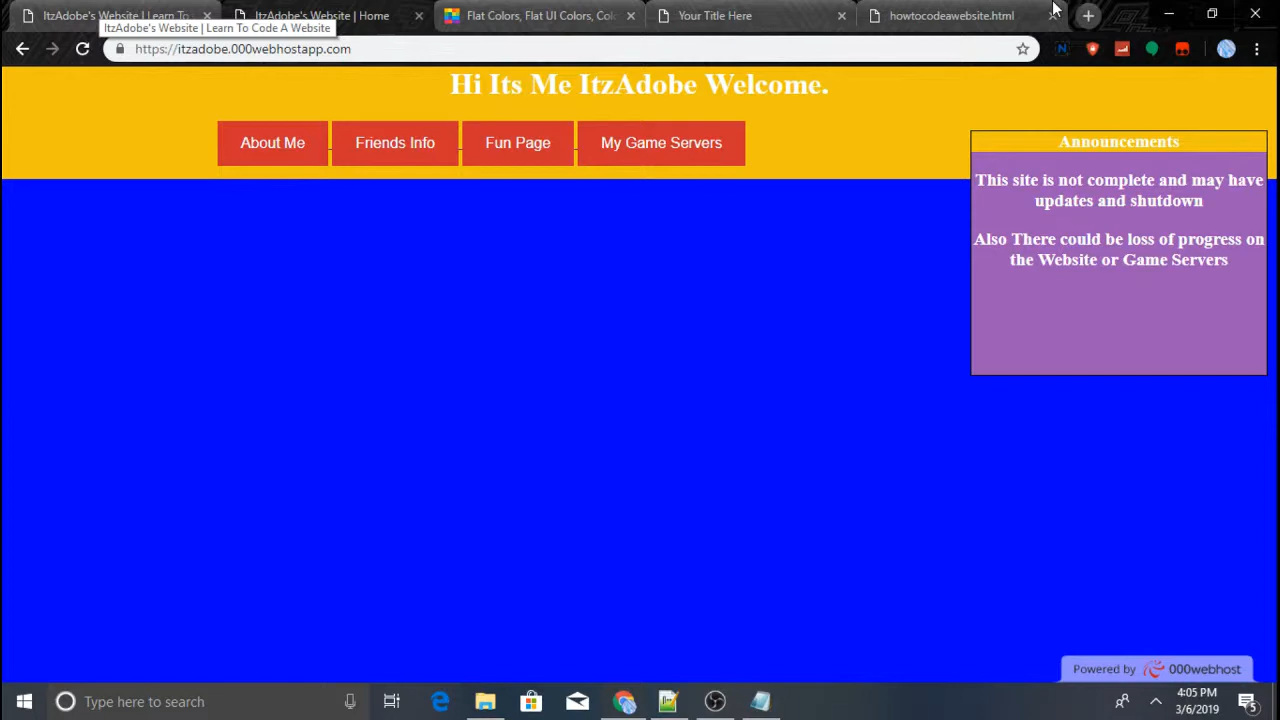 ItzAdobe's Website | Learn To
ItzAdobe's Website | Home
Flat Colors, Flat UI Colors, Col
Your Title Here
howtocodeawebsite.html
ItzAdobe's Website | Learn To Code A Website
https://itzadobe.000webhostapp.com
Hi Its Me ItzAdobe Welcome.
About Me
Friends Info
Fun Page
My Game Servers
Announcements
This site is not complete and may have
updates and shutdown
Also There could be loss of progress on
the Website or Game Servers
Powered by 000webhost
Type here to search
4:05 PM
3/6/2019
5